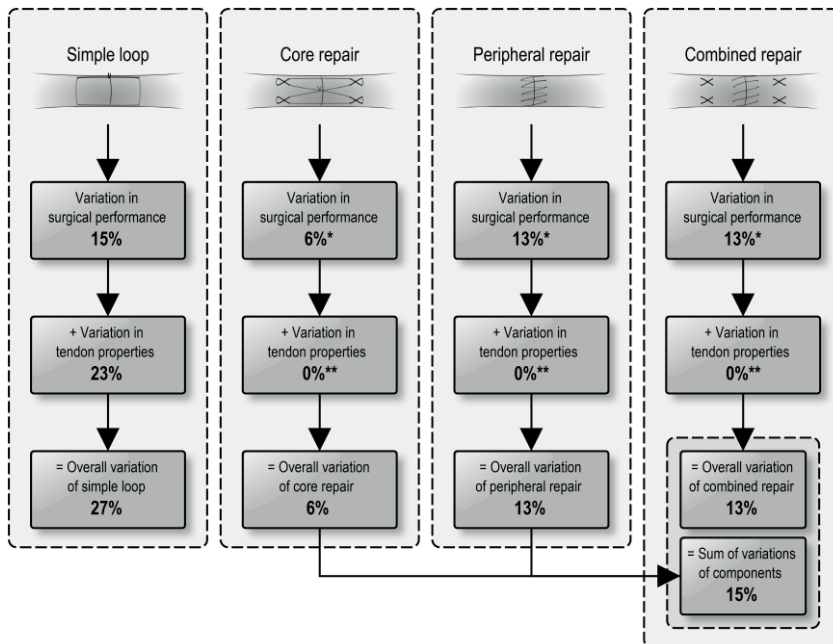 Simple loop
Variation in
surgical performance
15%
+ Variation in
tendon properties
23%
= Overall variation
of simple loop
27%
Core repair
Variation in
surgical performance
6%*
+ Variation in
tendon properties
0%**
= Overall variation
of core repair
6%
Peripheral repair
Variation in
surgical performance
13%*
+ Variation in
tendon properties
0%**
= Overall variation
of peripheral repair
13%
Combined repair
Variation in
surgical performance
13%*
+ Variation in
tendon properties
0%**
= Overall variation
of combined repair
13%
= Sum of variations
of components
15%